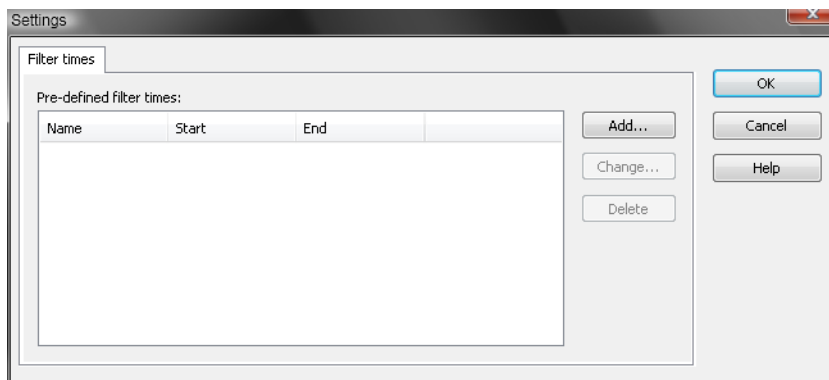 Settings
Filter times
Pre-defined filter times:
Name Start End
Add...
Change...
Delete
OK
Cancel
Help